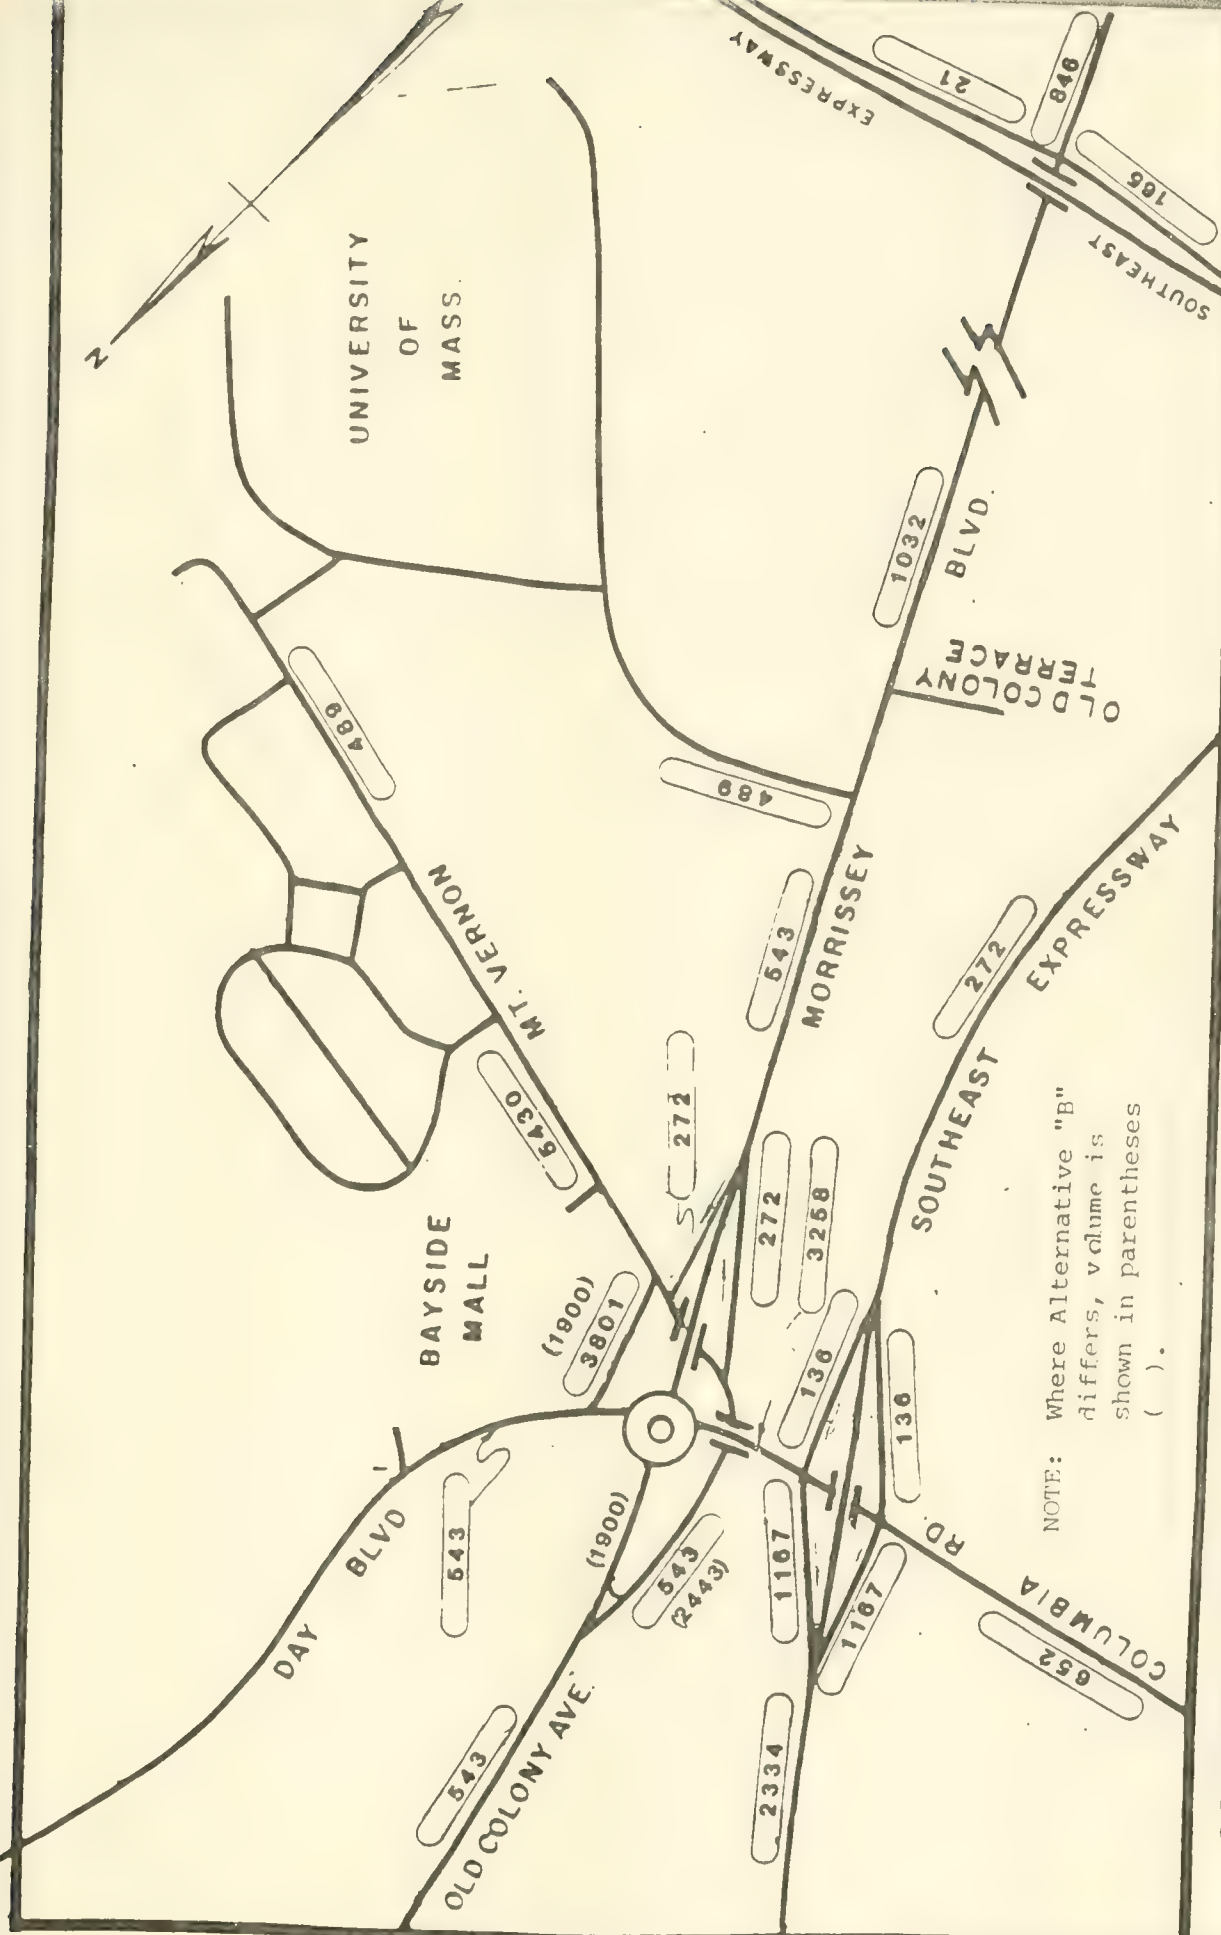 N
UNIVERSITY
OF
MASS.
EXPRESSWAY
SOUTHEAST
21
846
165
489
MT. VERNON
5430
BAYSIDE
MALL
(1900)
3801
272
489
543
MORRISSEY
BLVD.
1032
OLD COLONY
TERRACE
272
3258
136
136
272
SOUTHEAST
EXPRESSWAY
DAY
BLVD
543
(1900)
543
(2443)
543
OLD COLONY AVE.
1167
1167
2334
COLUMBIA
RD.
652
NOTE: Where Alternative "B"
differs, volume is
shown in parentheses
( ).